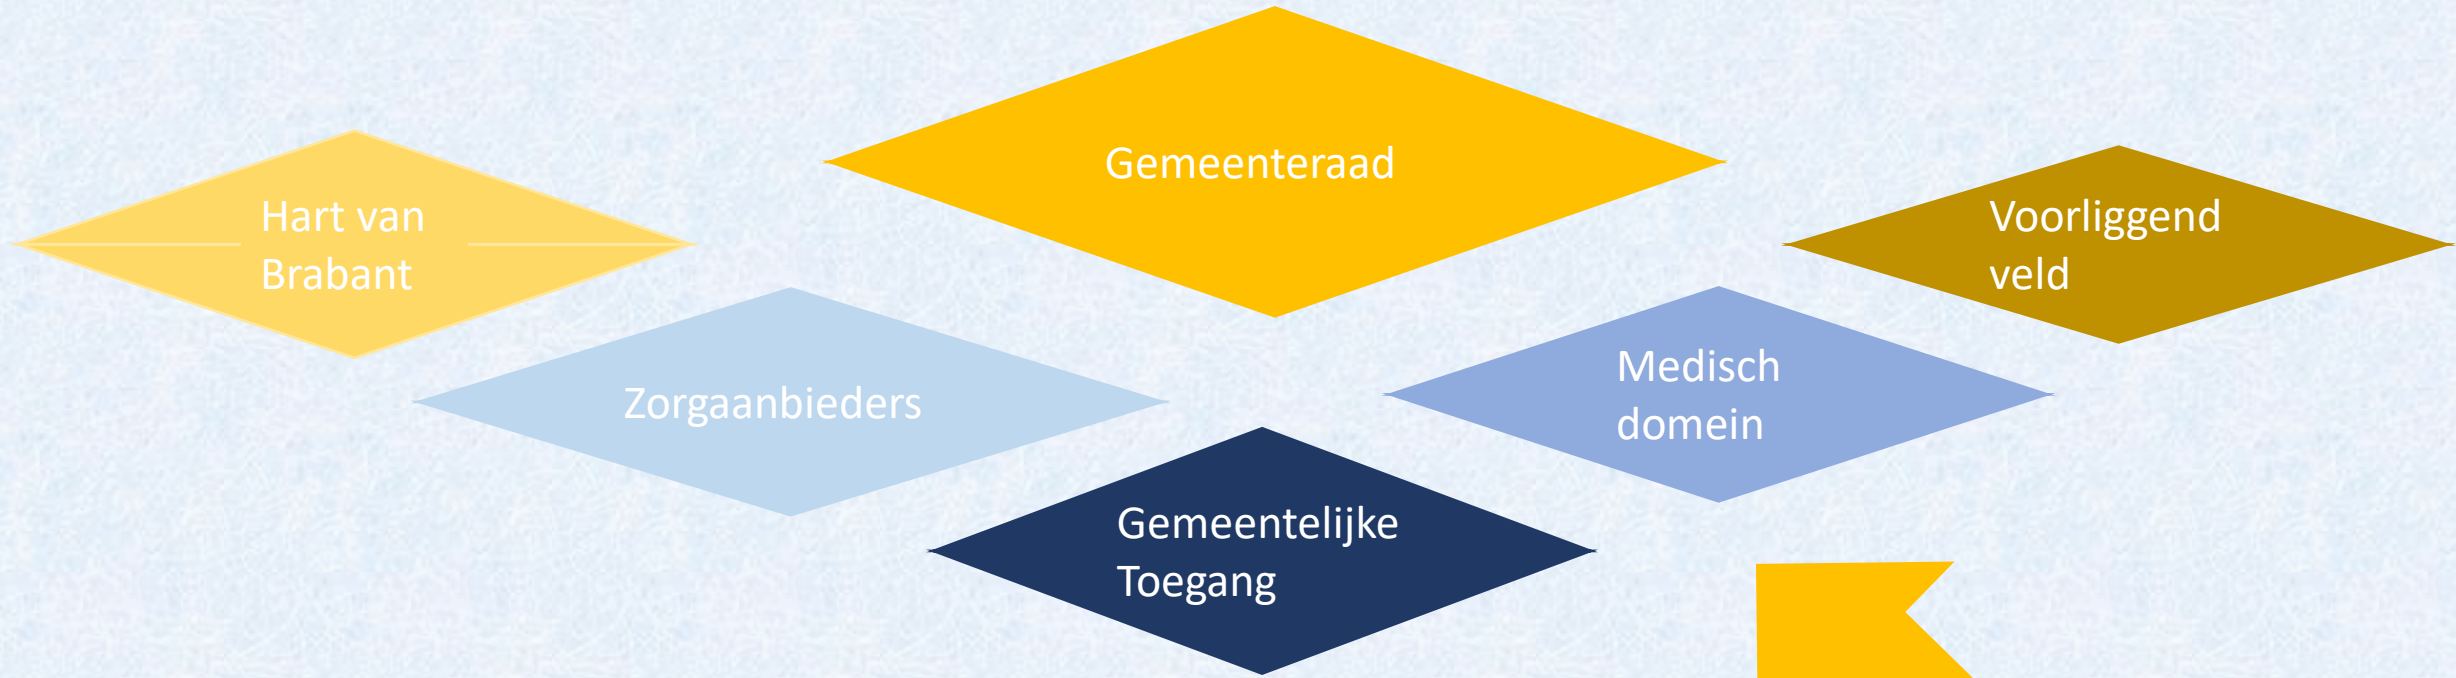 Gemeenteraad
Hart van
Brabant
Voorliggend
veld
Zorgaanbieders
Medisch
domein
Gemeentelijke
Toegang